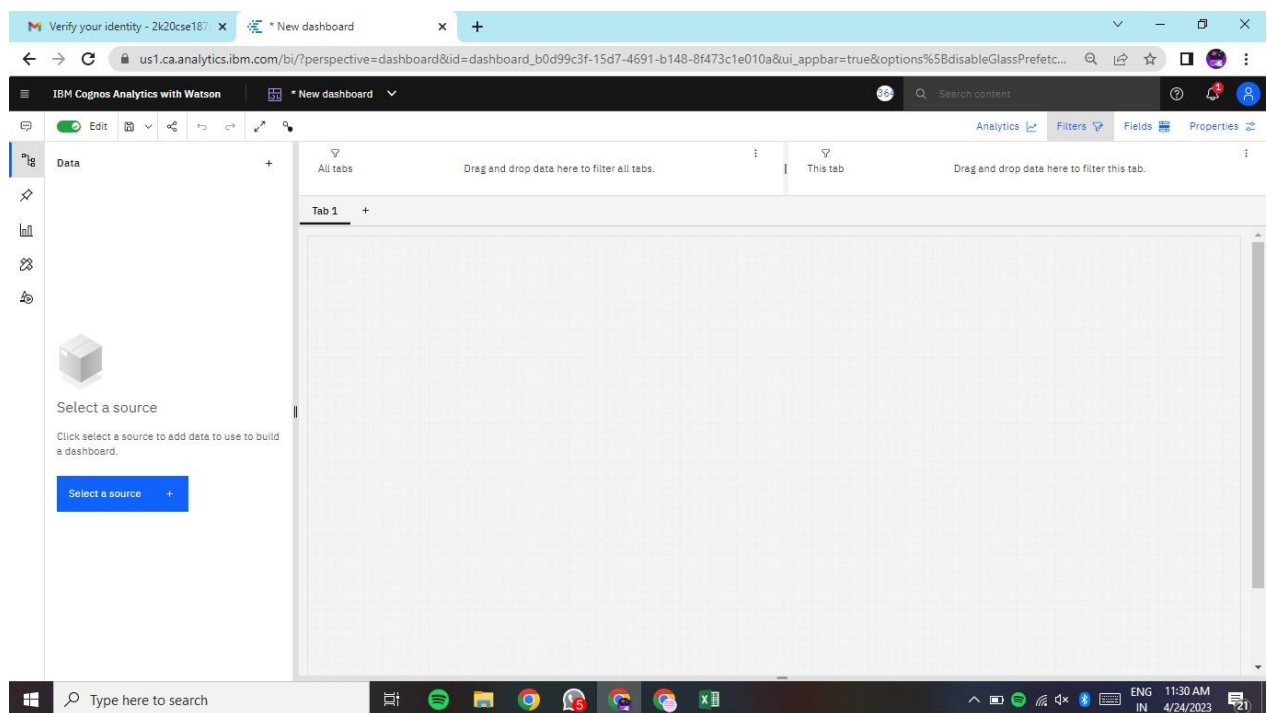 Verify your identity - 2k20cse187
* New dashboard
us1.ca.analytics.ibm.com/bi/?perspective=dashboard&id=dashboard_b0d99c3f-15d7-4691-b148-8f473c1e010a&ui_appbar=true&options%5BdisableGlassPrefetc...
IBM Cognos Analytics with Watson
* New dashboard
364
Search content
Edit
Analytics
Filters
Fields
Properties
Data
All tabs
Drag and drop data here to filter all tabs.
This tab
Drag and drop data here to filter this tab.
Tab 1
Select a source
Click select a source to add data to use to build
a dashboard.
Select a source
Type here to search
5
ENG
IN
11:30 AM
4/24/2023
21